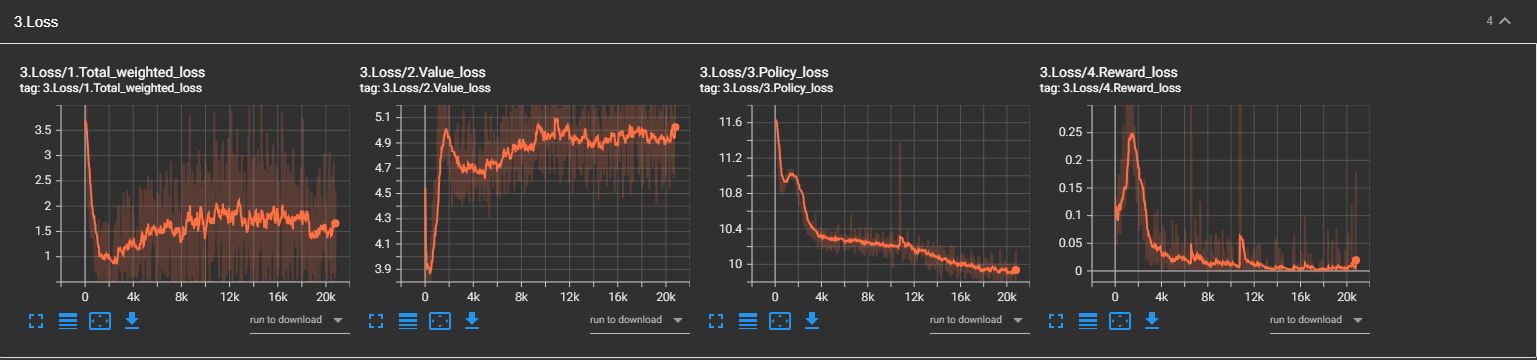 3.Loss
4
3.Loss/1.Total_weighted_loss
tag: 3.Loss/1.Total_weighted_loss
3.5
3
2.5
2
1.5
1
0 4k 8k 12k 16k 20k
run to download
3.Loss/2.Value_loss
tag: 3.Loss/2.Value_loss
5.1
4.9
4.7
4.5
4.3
4.1
3.9
0 4k 8k 12k 16k 20k
run to download
3.Loss/3.Policy_loss
tag: 3.Loss/3.Policy_loss
11.6
11.2
10.8
10.4
10
0 4k 8k 12k 16k 20k
run to download
3.Loss/4.Reward_loss
tag: 3.Loss/4.Reward_loss
0.25
0.2
0.15
0.1
0.05
0
0 4k 8k 12k 16k 20k
run to download